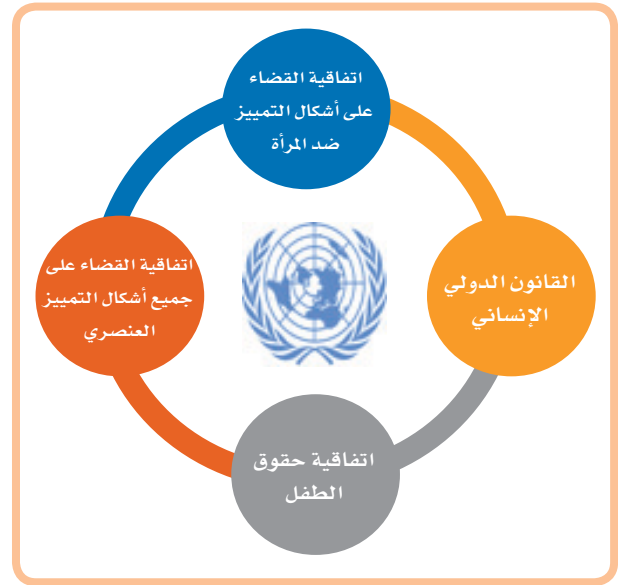 اتفاقية القضاء
على أشكال التمييز
ضد المرأة
القانون الدولي
الإنساني
اتفاقية القضاء على
جميع أشكال التمييز
العنصري
اتفاقية حقوق
الطفل